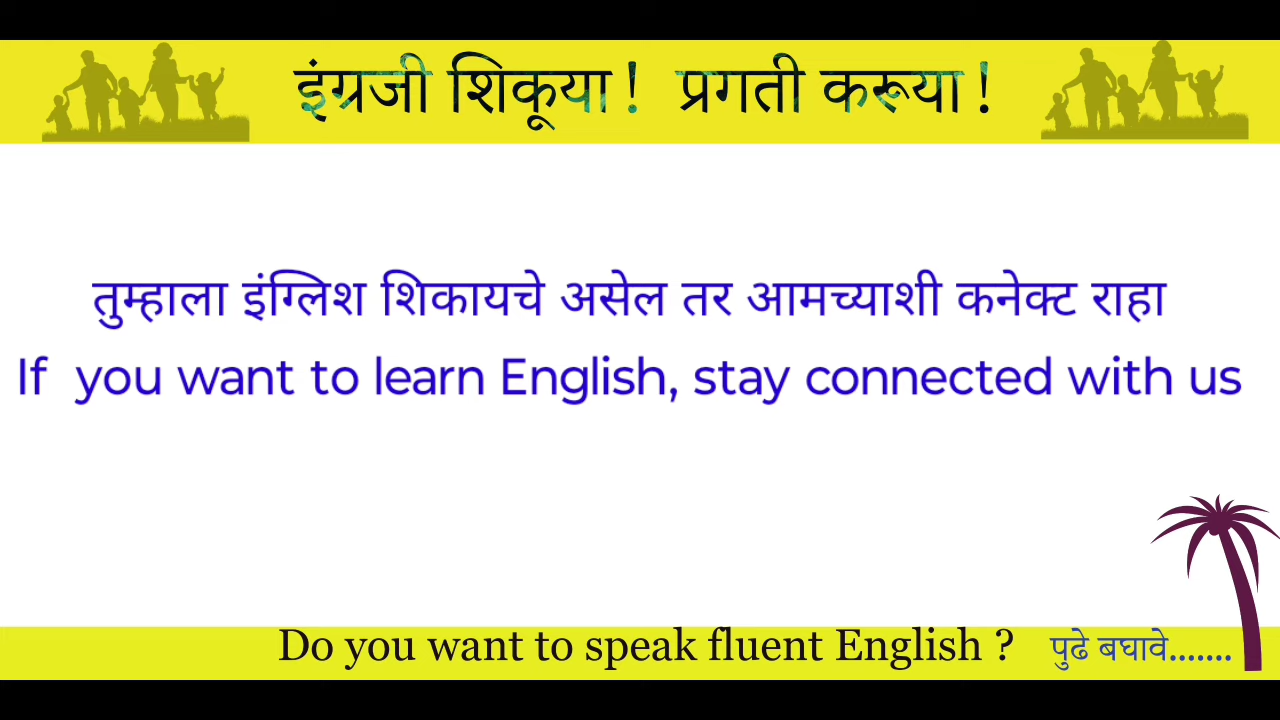 इंग्रजी शिकूया! प्रगती करूया!
तुम्हाला इंग्लिश शिकायचे असेल तर आमच्याशी कनेक्ट राहा
If you want to learn English, stay connected with us
Do you want to speak fluent English ? पुढे बघावे.......